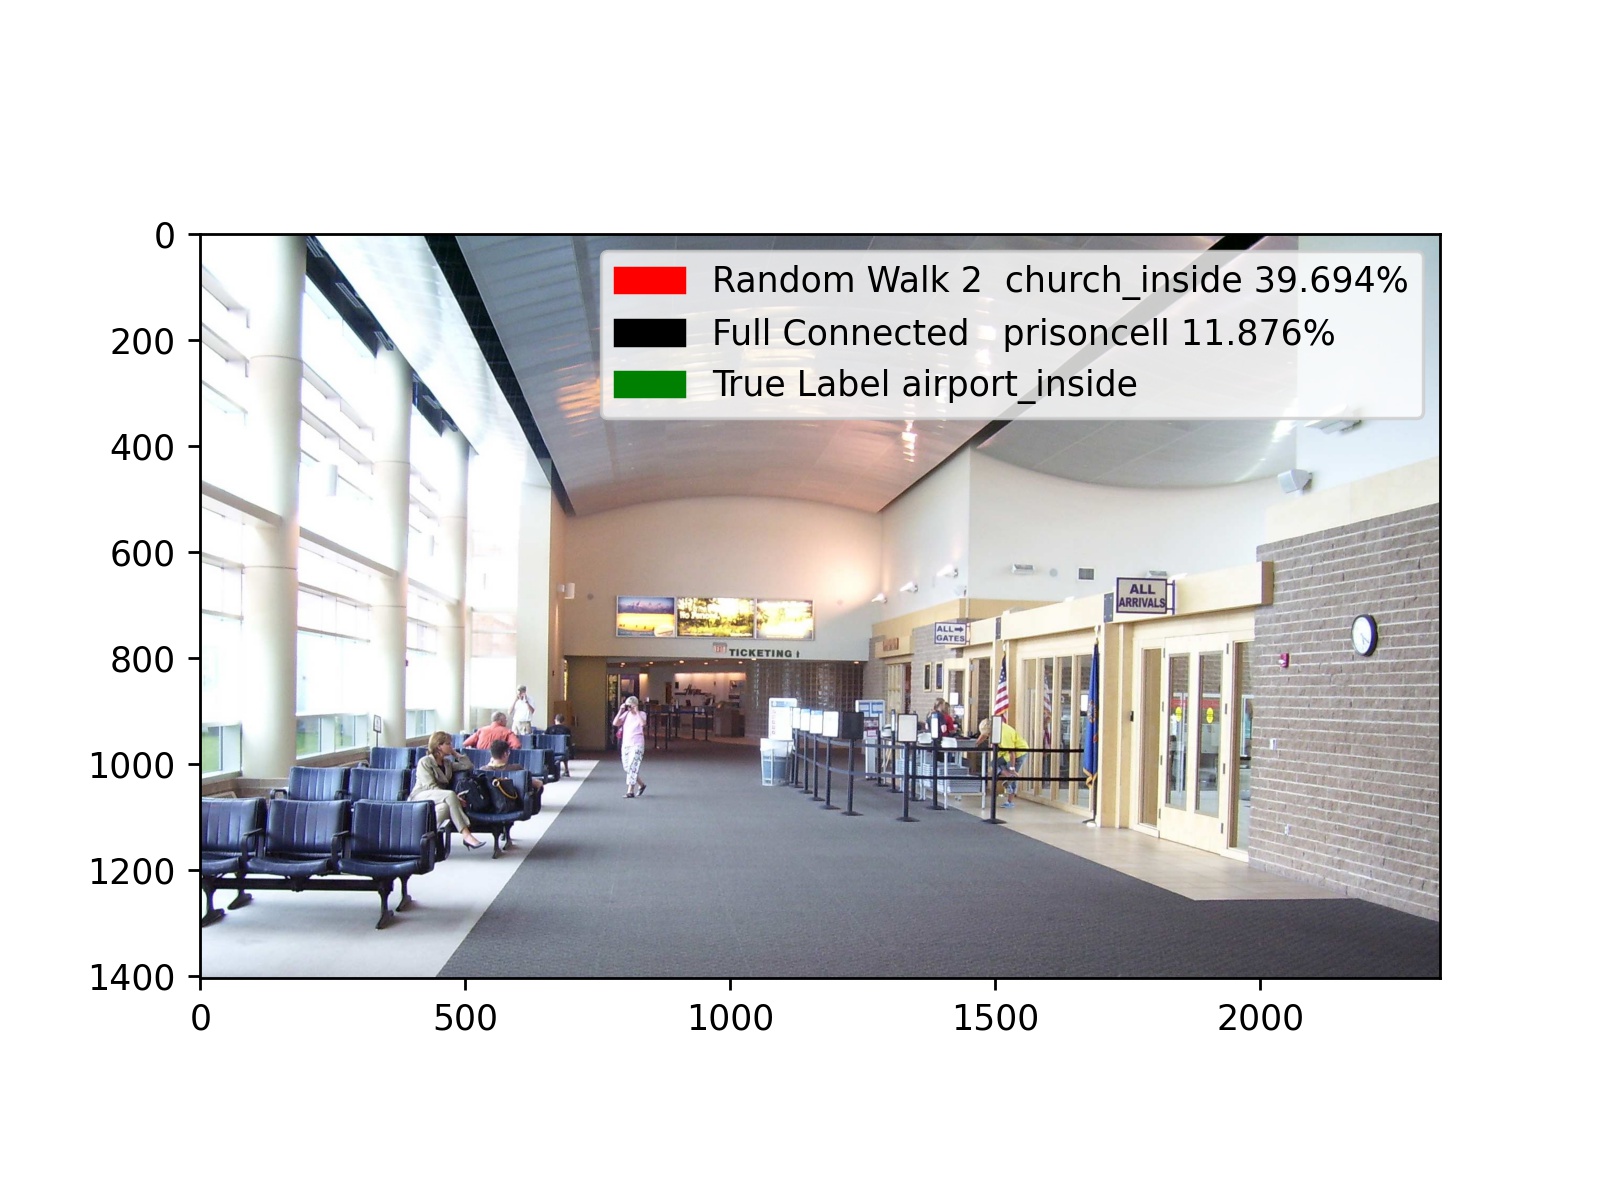 0
200
400
600
800
1000
1200
1400
0
500
1000
1500
2000
Random Walk 2  church_inside 39.694%
Full Connected   prisoncell 11.876%
True Label airport_inside
ALL
ARRIVALS
ALL→
GATES
TICKETING